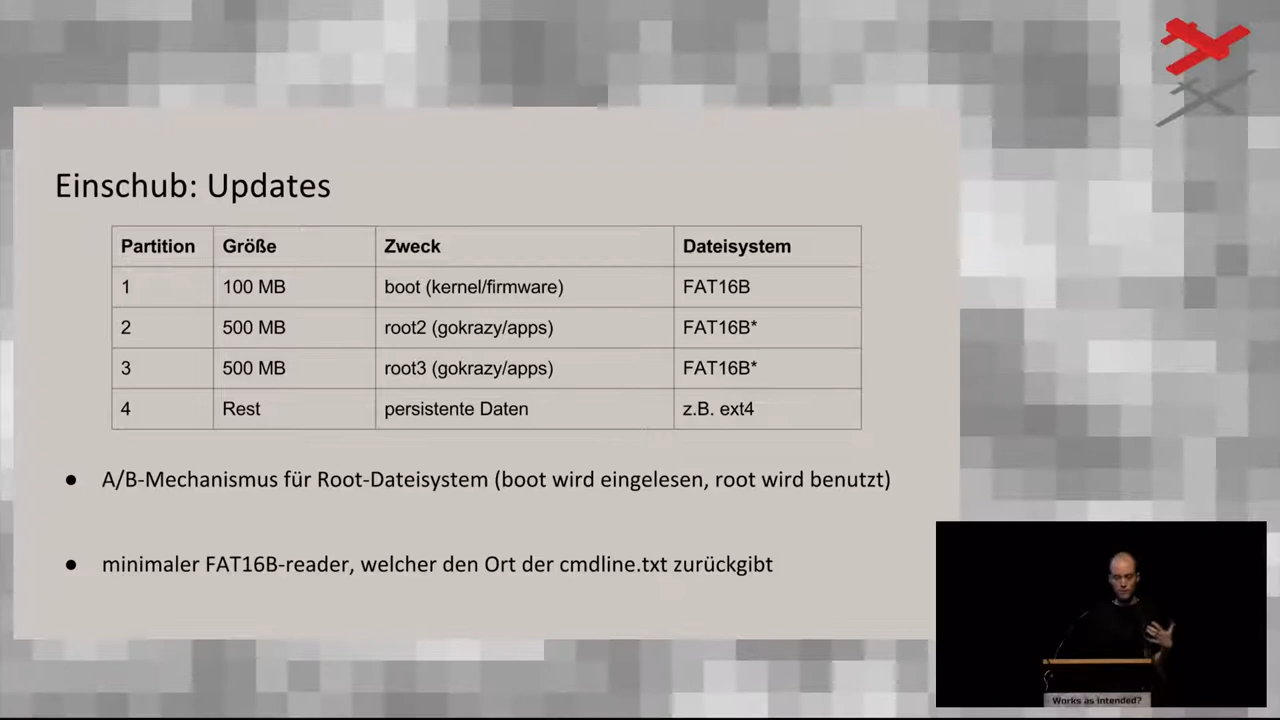 Einschub: Updates
Partition Größe Zweck Dateisystem
1 100 MB boot (kernel/firmware) FAT16B
2 500 MB root2 (gokrazy/apps) FAT16B*
3 500 MB root3 (gokrazy/apps) FAT16B*
4 Rest persistente Daten z.B. ext4
● A/B-Mechanismus für Root-Dateisystem (boot wird eingelesen, root wird benutzt)
● minimaler FAT16B-reader, welcher den Ort der cmdline.txt zurückgibt
Works as intended?